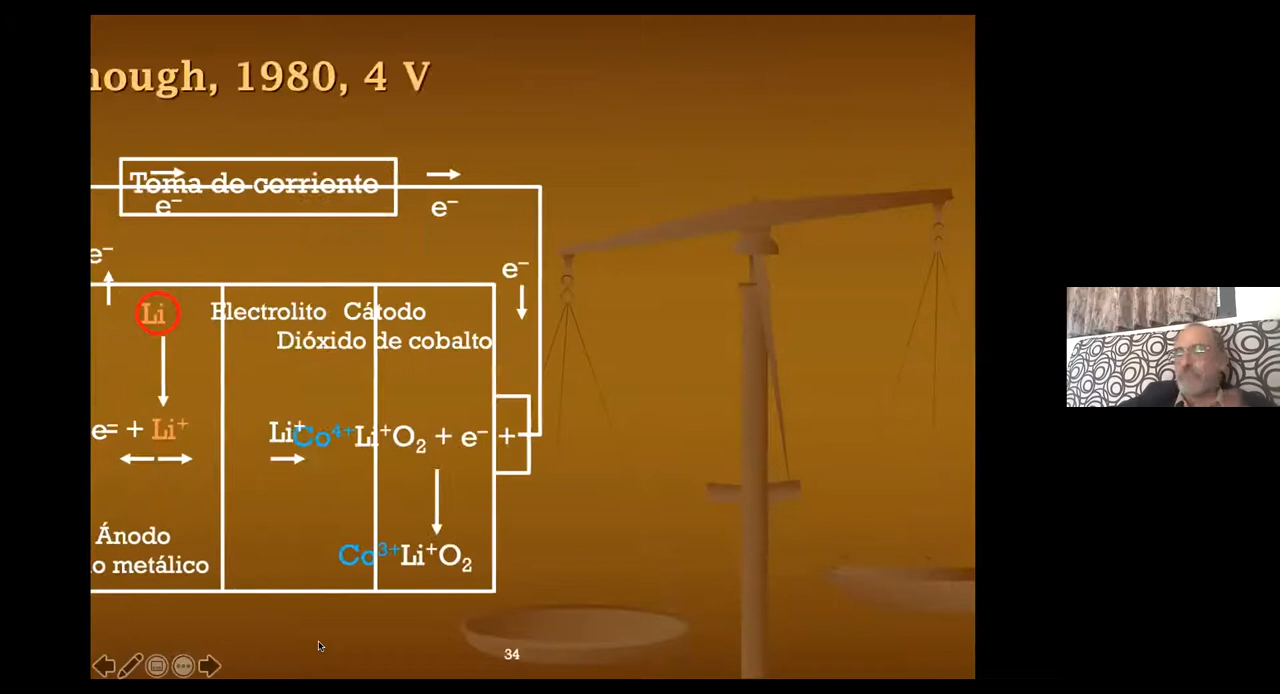 nough, 1980, 4 V
Toma de corriente
e⁻
e⁻
e⁻
e⁻
Li
Electrolito Cátodo
Dióxido de cobalto
e⁻ + Li⁺
Li⁺
Co⁴⁺Li⁺O₂ + e⁻ +
Ánodo
o metálico
Co³⁺Li⁺O₂
34